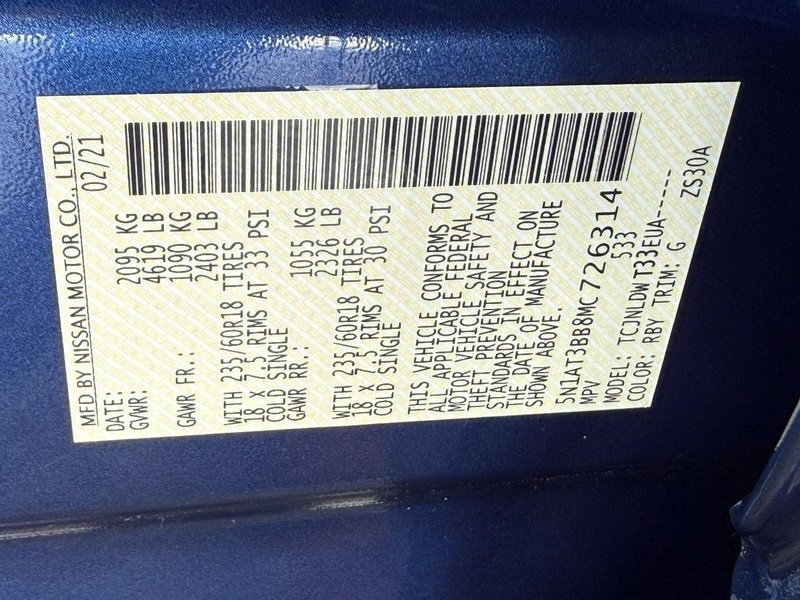 MFD BY NISSAN MOTOR CO., LTD.
DATE: 02/21
GVWR: 2095 KG
4619 LB
GAWR FR.: 1090 KG
2403 LB
WITH 235/60R18 TIRES
18 X 7.5 RIMS AT 33 PSI
COLD SINGLE
GAWR RR.: 1055 KG
2326 LB
WITH 235/60R18 TIRES
18 X 7.5 RIMS AT 30 PSI
COLD SINGLE
THIS VEHICLE CONFORMS TO
ALL APPLICABLE FEDERAL
MOTOR VEHICLE SAFETY AND
THEFT PREVENTION
STANDARDS IN EFFECT ON
THE DATE OF MANUFACTURE
SHOWN ABOVE.
5N1AT3BB8MC726314
MPV 533
MODEL: TCJNLDWT33EUA------
COLOR: RBY TRIM: G ZS30A